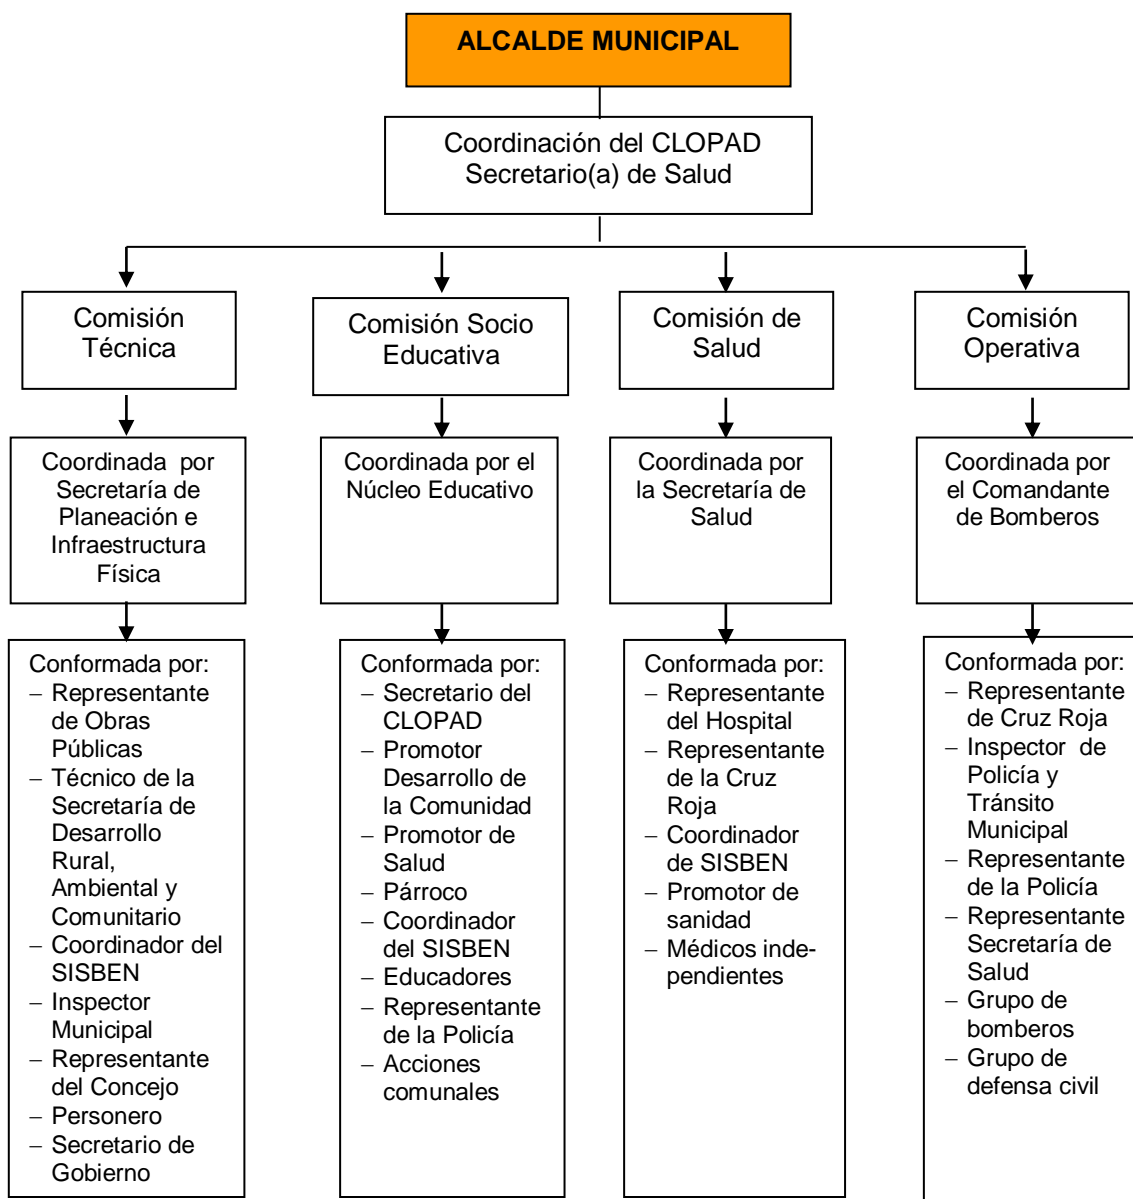 ALCALDE MUNICIPAL
Coordinación del CLOPAD
Secretario(a) de Salud
Comisión
Técnica
Comisión Socio
Educativa
Comisión de
Salud
Comisión
Operativa
Coordinada por
Secretaría de
Planeación e
Infraestructura
Física
Coordinada por el
Núcleo Educativo
Coordinada por
la Secretaría de
Salud
Coordinada por
el Comandante
de Bomberos
Conformada por:
– Representante
de Obras
Públicas
– Técnico de la
Secretaría de
Desarrollo
Rural,
Ambiental y
Comunitario
– Coordinador del
SISBEN
– Inspector
Municipal
– Representante
del Concejo
– Personero
– Secretario de
Gobierno
Conformada por:
– Secretario del
CLOPAD
– Promotor
Desarrollo de
la Comunidad
– Promotor de
Salud
– Párroco
– Coordinador
del SISBEN
– Educadores
– Representante
de la Policía
– Acciones
comunales
Conformada por:
– Representante
del Hospital
– Representante
de la Cruz
Roja
– Coordinador
de SISBEN
– Promotor de
sanidad
– Médicos inde-
pendientes
Conformada por:
– Representante
de Cruz Roja
– Inspector de
Policía y
Tránsito
Municipal
– Representante
de la Policía
– Representante
Secretaría de
Salud
– Grupo de
bomberos
– Grupo de
defensa civil